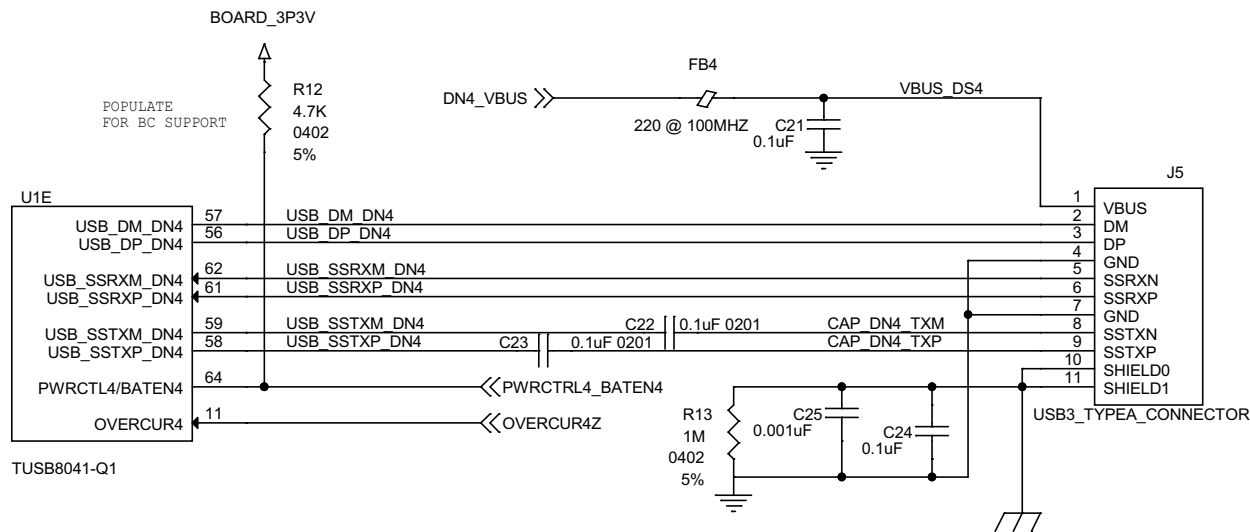 BOARD_3P3V
POPULATE
FOR BC SUPPORT
R12
4.7K
0402
5%
DN4_VBUS
FB4
220 @ 100MHZ
C21
0.1uF
VBUS_DS4
U1E
USB_DM_DN4
57
USB_DM_DN4
USB_DP_DN4
56
USB_DP_DN4
USB_SSRXM_DN4
62
USB_SSRXM_DN4
USB_SSRXP_DN4
61
USB_SSRXP_DN4
USB_SSTXM_DN4
59
USB_SSTXM_DN4
C22
0.1uF 0201
CAP_DN4_TXM
USB_SSTXP_DN4
58
USB_SSTXP_DN4
C23
0.1uF 0201
CAP_DN4_TXP
PWRCTL4/BATEN4
64
PWRCTRL4_BATEN4
OVERCUR4
11
OVERCUR4Z
TUSB8041-Q1
J5
1
VBUS
2
DM
3
DP
4
GND
5
SSRXN
6
SSRXP
7
GND
8
SSTXN
9
SSTXP
10
SHIELD0
11
SHIELD1
USB3_TYPEA_CONNECTOR
R13
1M
0402
5%
C25
0.001uF
C24
0.1uF